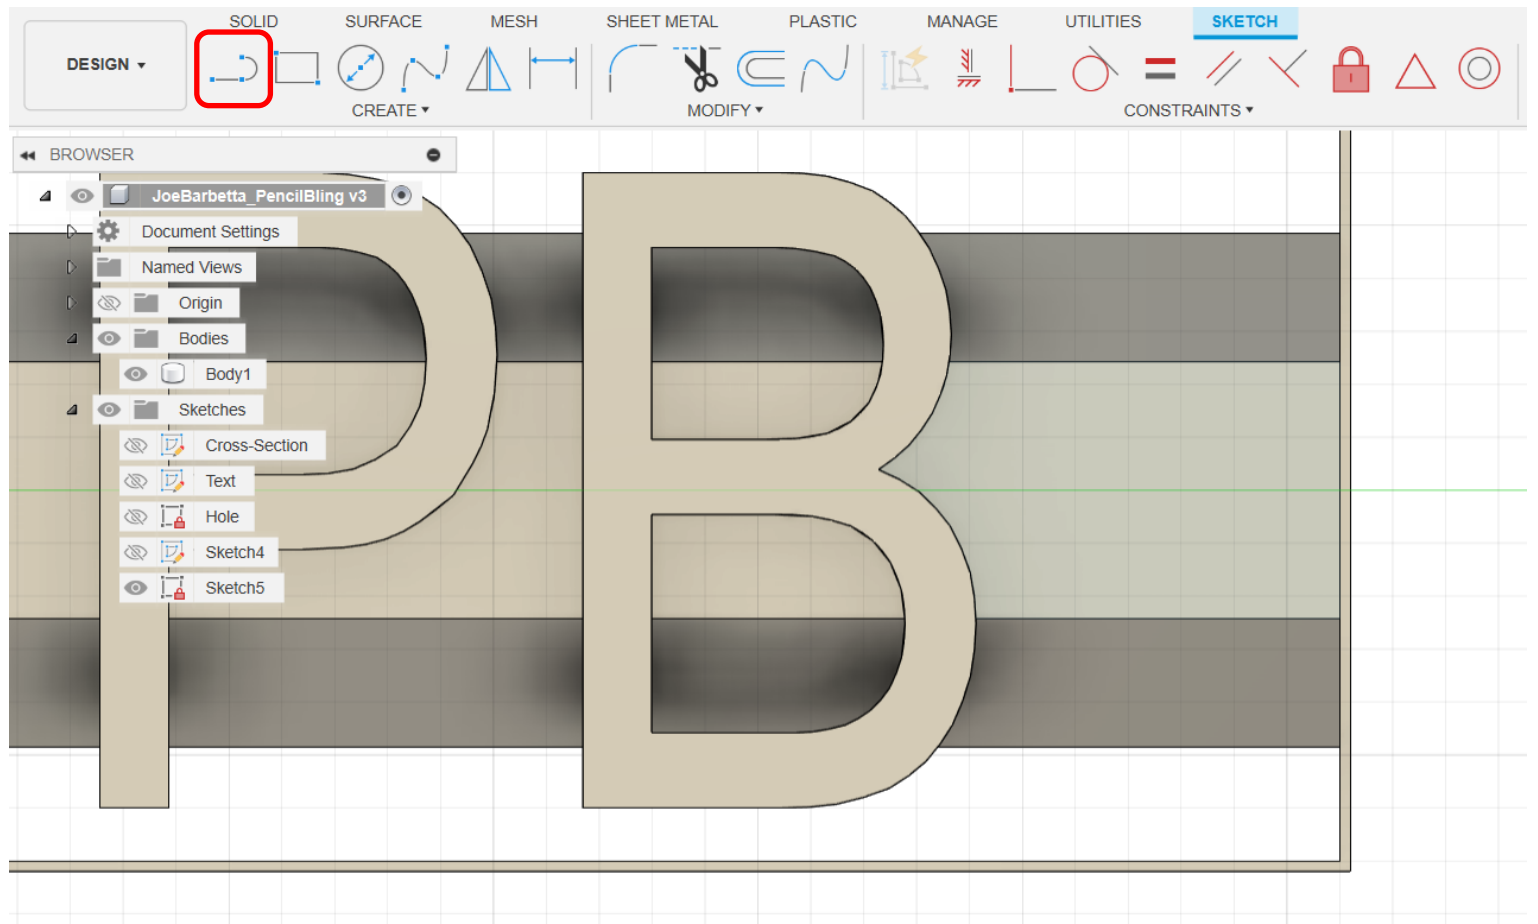 SOLID SURFACE MESH SHEET METAL PLASTIC MANAGE UTILITIES SKETCH
DESIGN
CREATE MODIFY CONSTRAINTS
BROWSER
JoeBarbetta_PencilBling v3
Document Settings
Named Views
Origin
Bodies
Body1
Sketches
Cross-Section
Text
Hole
Sketch4
Sketch5
P B